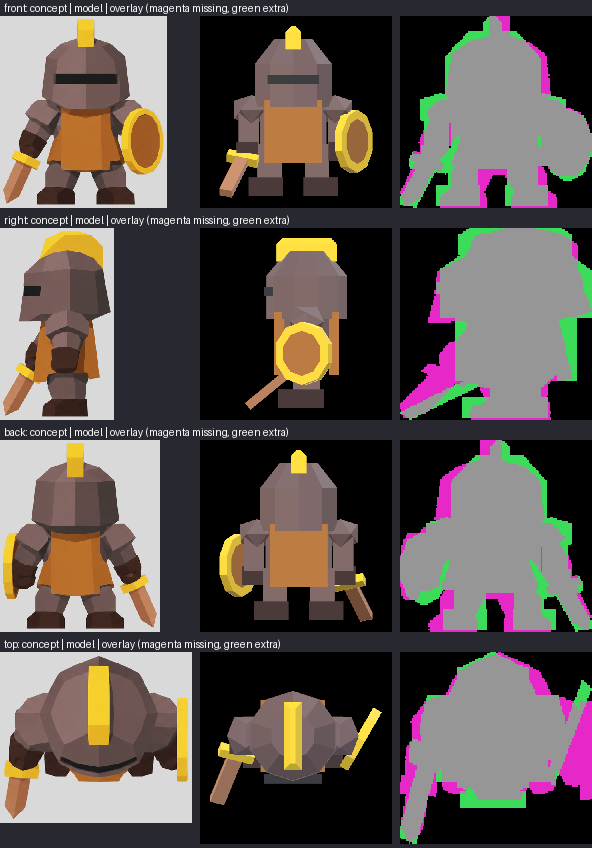 front: concept | model | overlay (magenta missing, green extra)
right: concept | model | overlay (magenta missing, green extra)
back: concept | model | overlay (magenta missing, green extra)
top: concept | model | overlay (magenta missing, green extra)